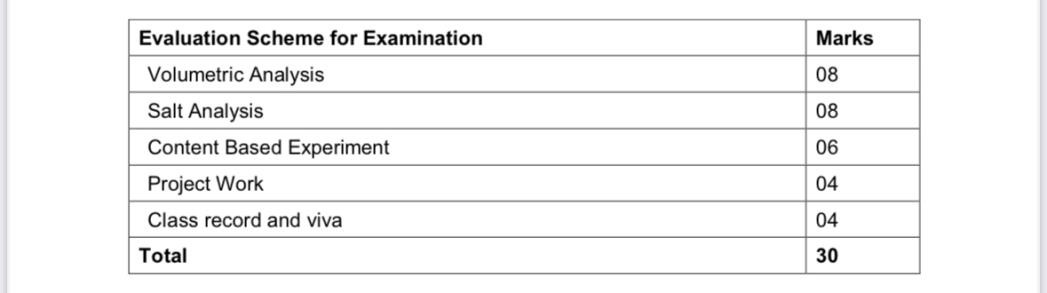 Evaluation Scheme for Examination Marks
Volumetric Analysis 08
Salt Analysis 08
Content Based Experiment 06
Project Work 04
Class record and viva 04
Total 30